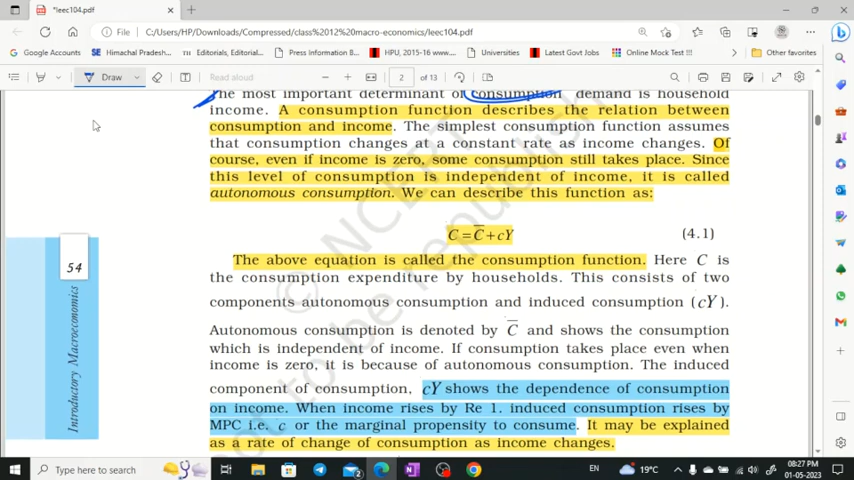 *leec104.pdf
File | C:/Users/HP/Downloads/Compressed/class%2012%20macro-economics/leec104.pdf
Google Accounts Himachal Pradesh... Editorials, Editorial... Press Information B... HPU, 2015-16 www.... Universities Latest Govt Jobs Online Mock Test !!! Other favorites
Draw Read aloud 2 of 13
The most important determinant of consumption demand is household
income. A consumption function describes the relation between
consumption and income. The simplest consumption function assumes
that consumption changes at a constant rate as income changes. Of
course, even if income is zero, some consumption still takes place. Since
this level of consumption is independent of income, it is called
autonomous consumption. We can describe this function as:
C = C̅ + cY (4.1)
The above equation is called the consumption function. Here C is
the consumption expenditure by households. This consists of two
components autonomous consumption and induced consumption (cY).
Autonomous consumption is denoted by C̅ and shows the consumption
which is independent of income. If consumption takes place even when
income is zero, it is because of autonomous consumption. The induced
component of consumption, cY shows the dependence of consumption
on income. When income rises by Re 1. induced consumption rises by
MPC i.e. c or the marginal propensity to consume. It may be explained
as a rate of change of consumption as income changes.
54
Introductory Macroeconomics
© NCERT
not to be republish
Type here to search 2 19°C EN 08:27 PM
01-05-2023